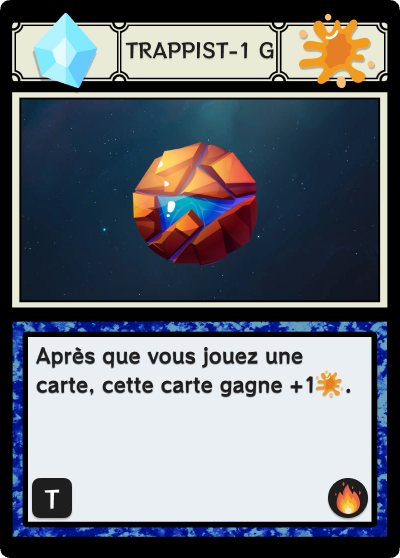 TRAPPIST-1 G
Après que vous jouez une
carte, cette carte gagne +1.
T